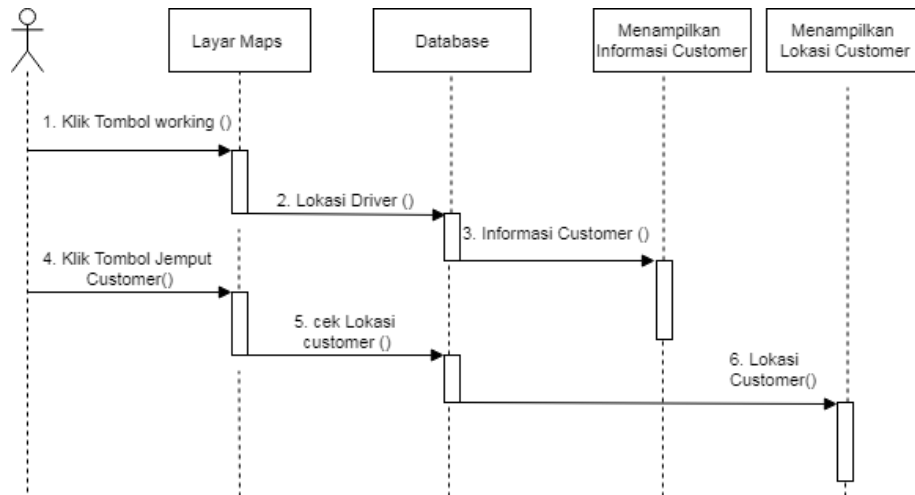 Layar Maps
Database
Menampilkan
Informasi Customer
Menampilkan
Lokasi Customer
1. Klik Tombol working ()
2. Lokasi Driver ()
3. Informasi Customer ()
4. Klik Tombol Jemput
Customer()
5. cek Lokasi
customer ()
6. Lokasi
Customer()